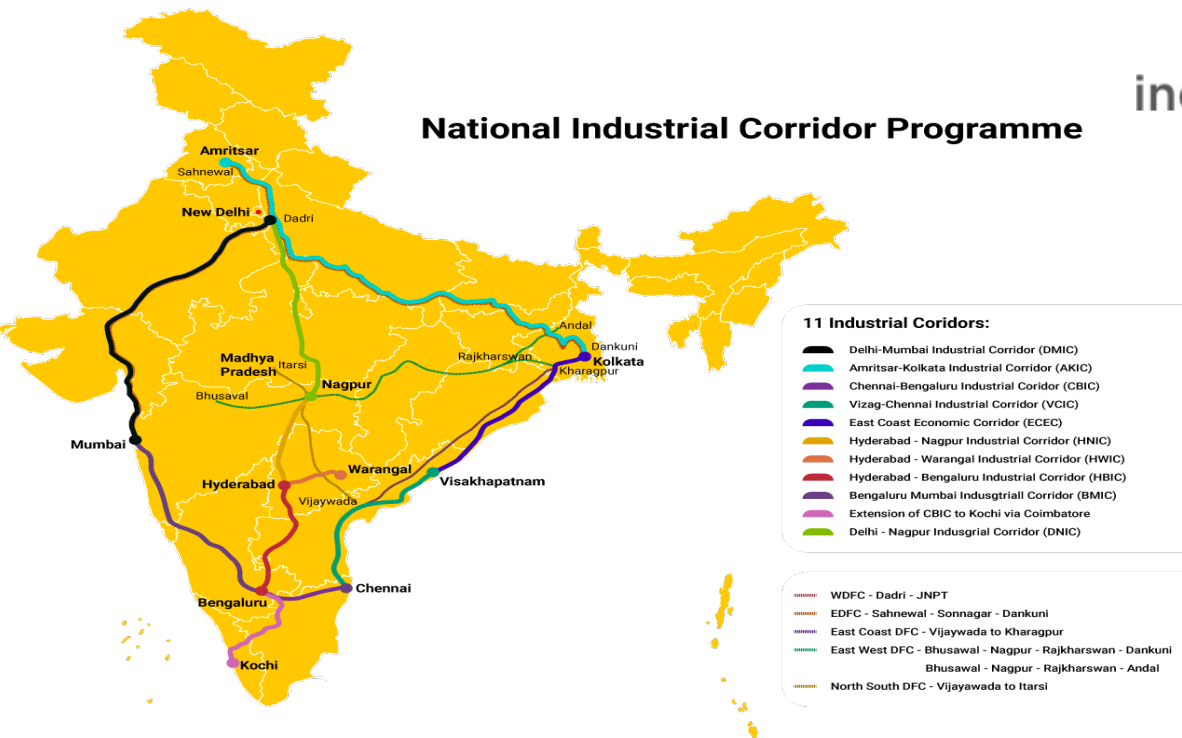 inc
National Industrial Corridor Programme
Amritsar
Sahnewal
New Delhi
Dadri
Andal
Dankuni
Rajkharswan
Kolkata
Kharagpur
Madhya
Pradesh
Itarsi
Nagpur
Bhusaval
Mumbai
Warangal
Hyderabad
Visakhapatnam
Vijaywada
Chennai
Bengaluru
Kochi
11 Industrial Coridors:
Delhi-Mumbai Industrial Corridor (DMIC)
Amritsar-Kolkata Industrial Corridor (AKIC)
Chennai-Bengaluru Industrial Coridor (CBIC)
Vizag-Chennai Industrial Corridor (VCIC)
East Coast Economic Corridor (ECEC)
Hyderabad - Nagpur Industrial Corridor (HNIC)
Hyderabad - Warangal Industrial Corridor (HWIC)
Hyderabad - Bengaluru Industrial Corridor (HBIC)
Bengaluru Mumbai Indusgtriall Corridor (BMIC)
Extension of CBIC to Kochi via Coimbatore
Delhi - Nagpur Indusgrial Corridor (DNIC)
WDFC - Dadri - JNPT
EDFC - Sahnewal - Sonnagar - Dankuni
East Coast DFC - Vijaywada to Kharagpur
East West DFC - Bhusawal - Nagpur - Rajkharswan - Dankuni
Bhusawal - Nagpur - Rajkharswan - Andal
North South DFC - Vijayawada to Itarsi